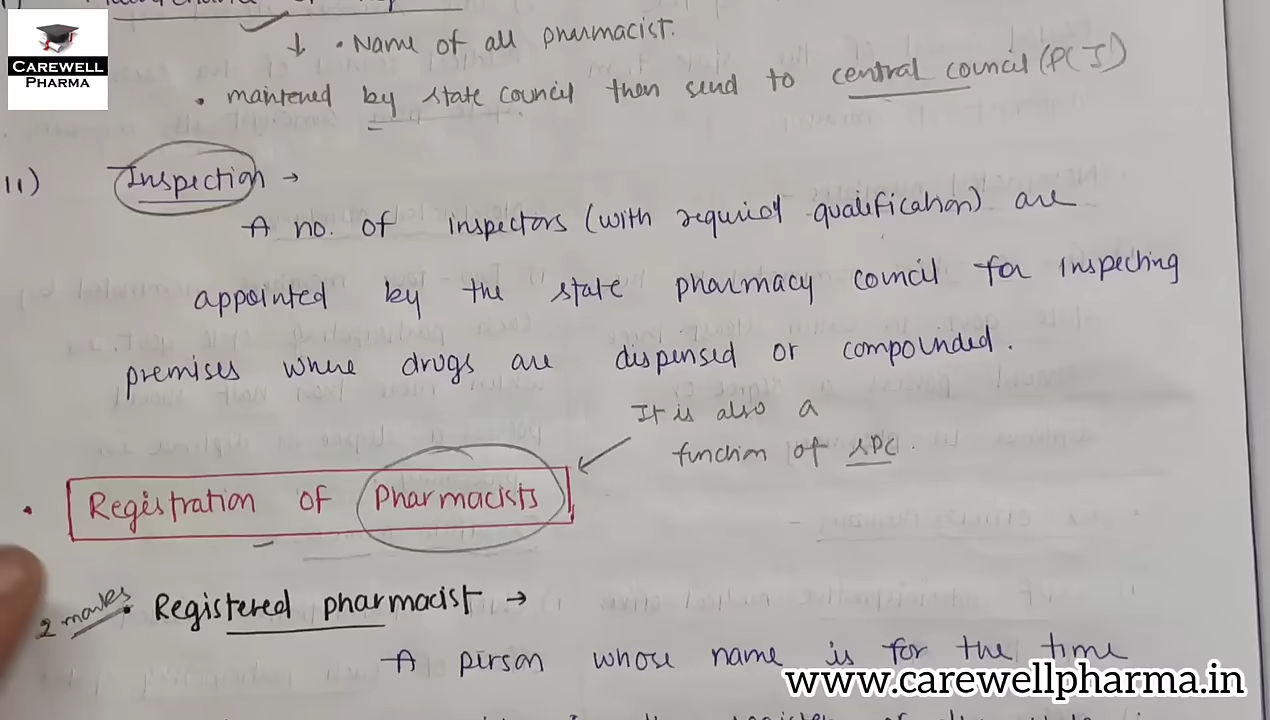 CAREWELL
PHARMA
↓ • Name of all pharmacist.
• mantened by state council then send to central council (PCI)
11) Inspection →
A no. of inspectors (with required qualification) are
appointed by the state pharmacy council for inspecting
premises where drugs are dispensed or compounded.
It is also a
function of SPC.
• Registration of Pharmacists
2 marks • Registered pharmacist →
A person whose name is for the time
www.carewellpharma.in